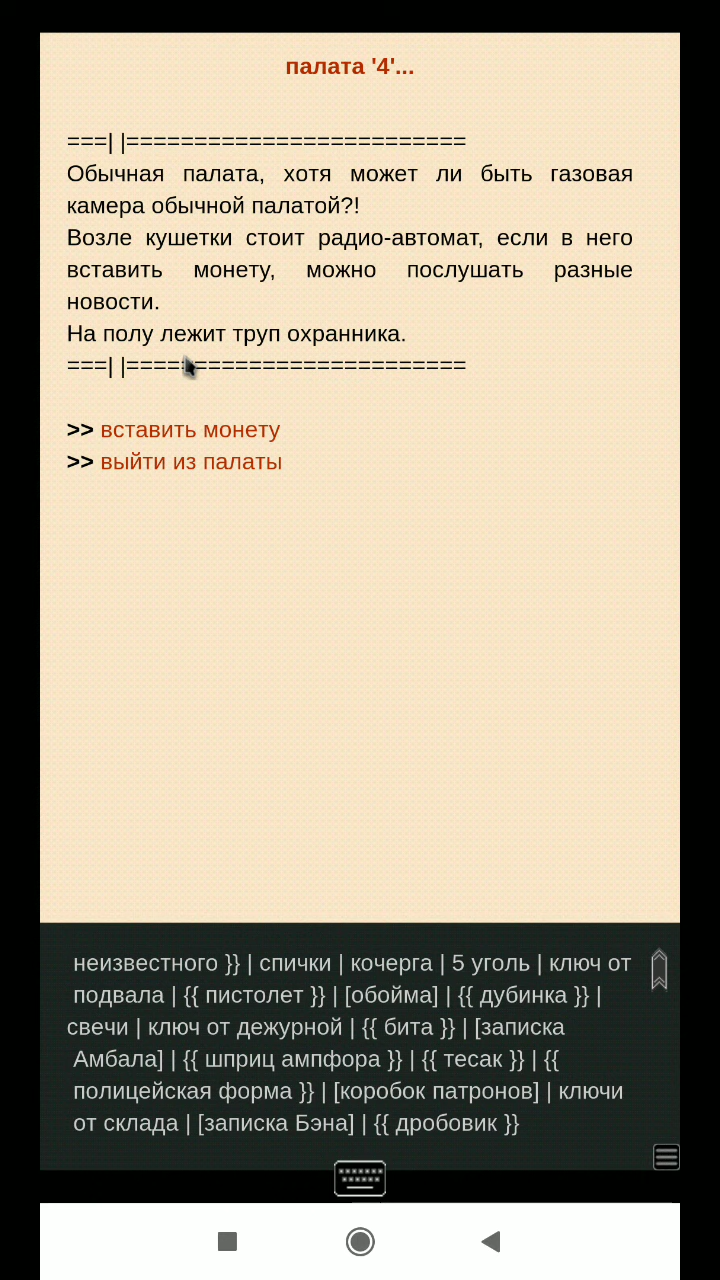 палата '4'...
===| |=========================
Обычная палата, хотя может ли быть газовая
камера обычной палатой?!
Возле кушетки стоит радио-автомат, если в него
вставить монету, можно послушать разные
новости.
На полу лежит труп охранника.
===| |=========================
>> вставить монету
>> выйти из палаты
неизвестного }} | спички | кочерга | 5 уголь | ключ от
подвала | {{ пистолет }} | [обойма] | {{ дубинка }} |
свечи | ключ от дежурной | {{ бита }} | [записка
Амбала] | {{ шприц ампфора }} | {{ тесак }} | {{
полицейская форма }} | [коробок патронов] | ключи
от склада | [записка Бэна] | {{ дробовик }}